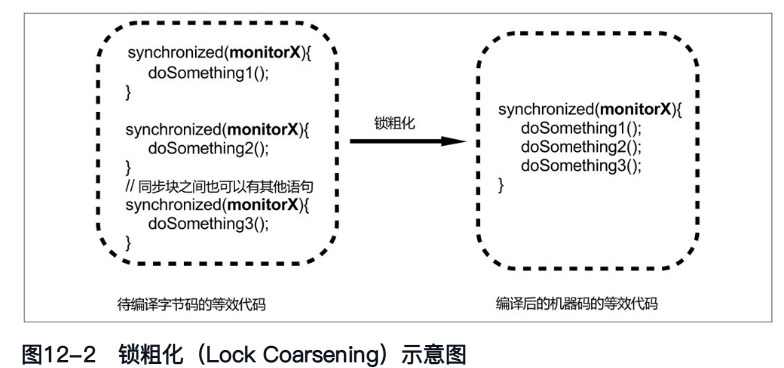 synchronized(monitorX){
doSomething1();
}
synchronized(monitorX){
doSomething2();
}
// 同步块之间也可以有其他语句
synchronized(monitorX){
doSomething3();
}
待编译字节码的等效代码
锁粗化
synchronized(monitorX){
doSomething1();
doSomething2();
doSomething3();
}
编译后的机器码的等效代码
图12-2 锁粗化（Lock Coarsening）示意图